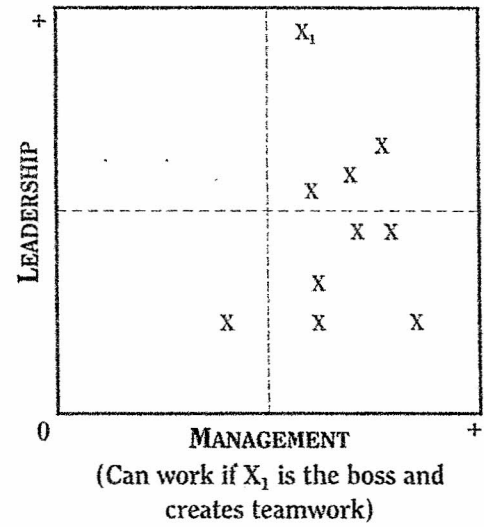 +
X₁
X
X
X
LEADERSHIP
X X
X
X X X
0 MANAGEMENT +
(Can work if X₁ is the boss and
creates teamwork)